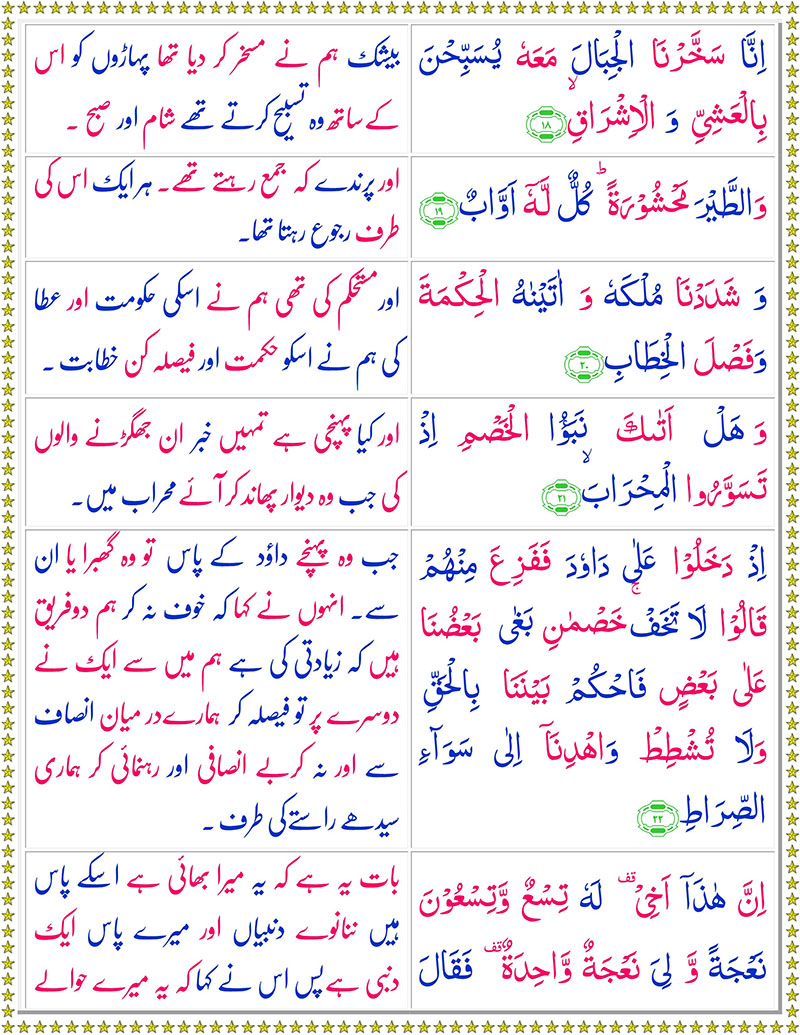 اِنَّا سَخَّرْنَا الْجِبَالَ مَعَهٗ يُسَبِّحْنَ
بِالْعَشِيِّ وَ الْاِشْرَاقِۙ ۱۸
بیشک ہم نے مسخر کر دیا تھا پہاڑوں کو اس
کے ساتھ وہ تسبیح کرتے تھے شام اور صبح ۔
وَالطَّيْرَ مَحْشُوْرَةً ؕ كُلٌّ لَّهٗۤ اَوَّابٌ ۱۹
اور پرندے کہ جمع رہتے تھے۔ ہر ایک اس کی
طرف رجوع رہتا تھا۔
وَ شَدَدْنَا مُلْكَهٗ وَ اٰتَيْنٰهُ الْحِكْمَةَ
وَفَصْلَ الْخِطَابِ ۲۰
اور مستحکم کی تھی ہم نے اسکی حکومت اور عطا
کی ہم نے اسکو حکمت اور فیصلہ کن خطابت ۔
وَ هَلْ اَتٰىكَ نَبَؤُا الْخَصْمِ ۘ اِذْ
تَسَوَّرُوا الْمِحْرَابَۙ ۲۱
اور کیا پہنچی ہے تمہیں خبر ان جھگڑنے والوں
کی جب وہ دیوار پھاند کر آئے محراب میں۔
اِذْ دَخَلُوْا عَلٰى دَاوٗدَ فَفَزِعَ مِنْهُمْ
قَالُوْا لَا تَخَفْ ۚ خَصْمٰنِ بَغٰى بَعْضُنَا
عَلٰى بَعْضٍ فَاحْكُمْ بَيْنَنَا بِالْحَقِّ
وَلَا تُشْطِطْ وَاهْدِنَاۤ اِلٰى سَوَآءِ
الصِّرَاطِ ۲۲
جب وہ پہنچے داؤد کے پاس تو وہ گھبرا یا ان
سے۔ انہوں نے کہا کہ خوف نہ کر ہم دو فریق
ہیں کہ زیادتی کی ہے ہم میں سے ایک نے
دوسرے پر تو فیصلہ کر ہمارے در میان انصاف
سے اور نہ کر بے انصافی اور رہنمائی کر ہماری
سیدھے راستے کی طرف ۔
اِنَّ هٰذَاۤ اَخِيْ ۫ لَهٗ تِسْعٌ وَّتِسْعُوْنَ
نَعْجَةً وَّ لِيَ نَعْجَةٌ وَّاحِدَةٌ ۫ فَقَالَ
بات یہ ہے کہ یہ میرا بھائی ہے اسکے پاس
ہیں ننانوے دنبیاں اور میرے پاس ایک
دنبی ہے پس اس نے کہا کہ یہ میرے حوالے